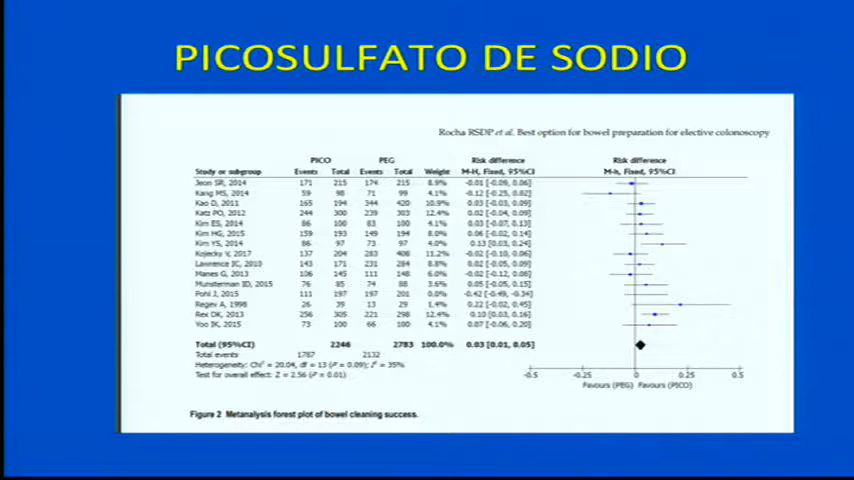 PICOSULFATO DE SODIO
Rocha RSDP et al. Best option for bowel preparation for elective colonoscopy
PICO PEG Risk difference Risk difference
Study or subgroup Events Total Events Total Weight M-H, Fixed, 95%CI M-h, Fixed, 95%CI
Jeon SR, 2014 171 215 174 215 8.9% -0.01 [-0.09, 0.06]
Kang MS, 2014 59 98 71 99 4.1%
Kao D, 2011 165 194 344 420 10.9% 0.03 [-0.03, 0.09]
Katz PO, 2012 244 300 239 303 12.4% 0.02 [-0.04, 0.09]
Kim ES, 2014 86 100 83 100 4.1% 0.03 [-0.07, 0.13]
Kim HG, 2015 159 193 149 194 8.0% 0.06 [-0.02, 0.14]
Kim YS, 2014 86 97 73 97 4.0% 0.13 [0.03, 0.24]
Kojecky V, 2017 137 204 283 408 11.2% -0.02 [-0.10, 0.06]
Lawrence IC, 2010 143 171 231 284 8.8% 0.02 [-0.05, 0.09]
Manes G, 2013 106 145 111 148 6.0% -0.02 [-0.12, 0.08]
Munsterman ID, 2015 76 85 74 88 3.6% 0.05 [-0.05, 0.15]
Pohl J, 2015 111 197 197 201 0.0% -0.42 [-0.49, -0.34]
Regev A, 1998 26 39 13 29 1.4% 0.22 [-0.02, 0.45]
Rex DK, 2013 256 305 221 298 12.4% 0.10 [0.03, 0.16]
Yoo IK, 2015 73 100 66 100 4.1% 0.07 [-0.06, 0.20]
Total (95%CI) 2246 2783 100.0% 0.03 [0.01, 0.05]
Total events 1787 2132
Heterogeneity: Chi² = 20.04, df = 13 (P = 0.09); I² = 35%
Test for overall effect: Z = 2.56 (P = 0.01)
-0.5 -0.25 0 0.25 0.5
Favours (PEG) Favours (PICO)
Figure 2 Metanalysis forest plot of bowel cleaning success.